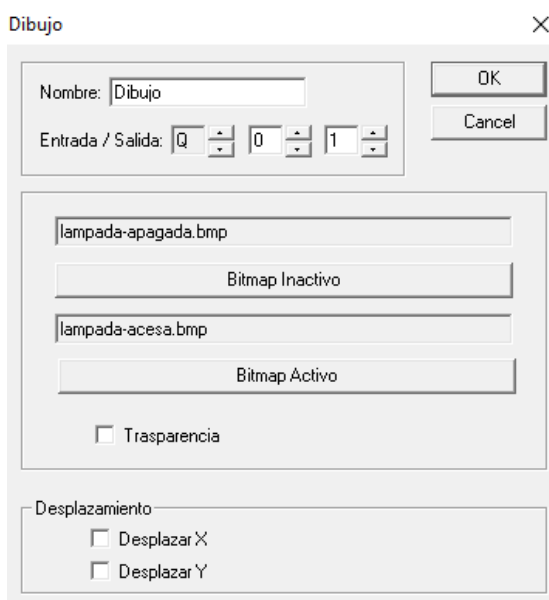 Dibujo
Nombre: Dibujo
OK
Entrada / Salida: Q 0 1
Cancel
lampada-apagada.bmp
Bitmap Inactivo
lampada-acesa.bmp
Bitmap Activo
Trasparencia
Desplazamiento
Desplazar X
Desplazar Y